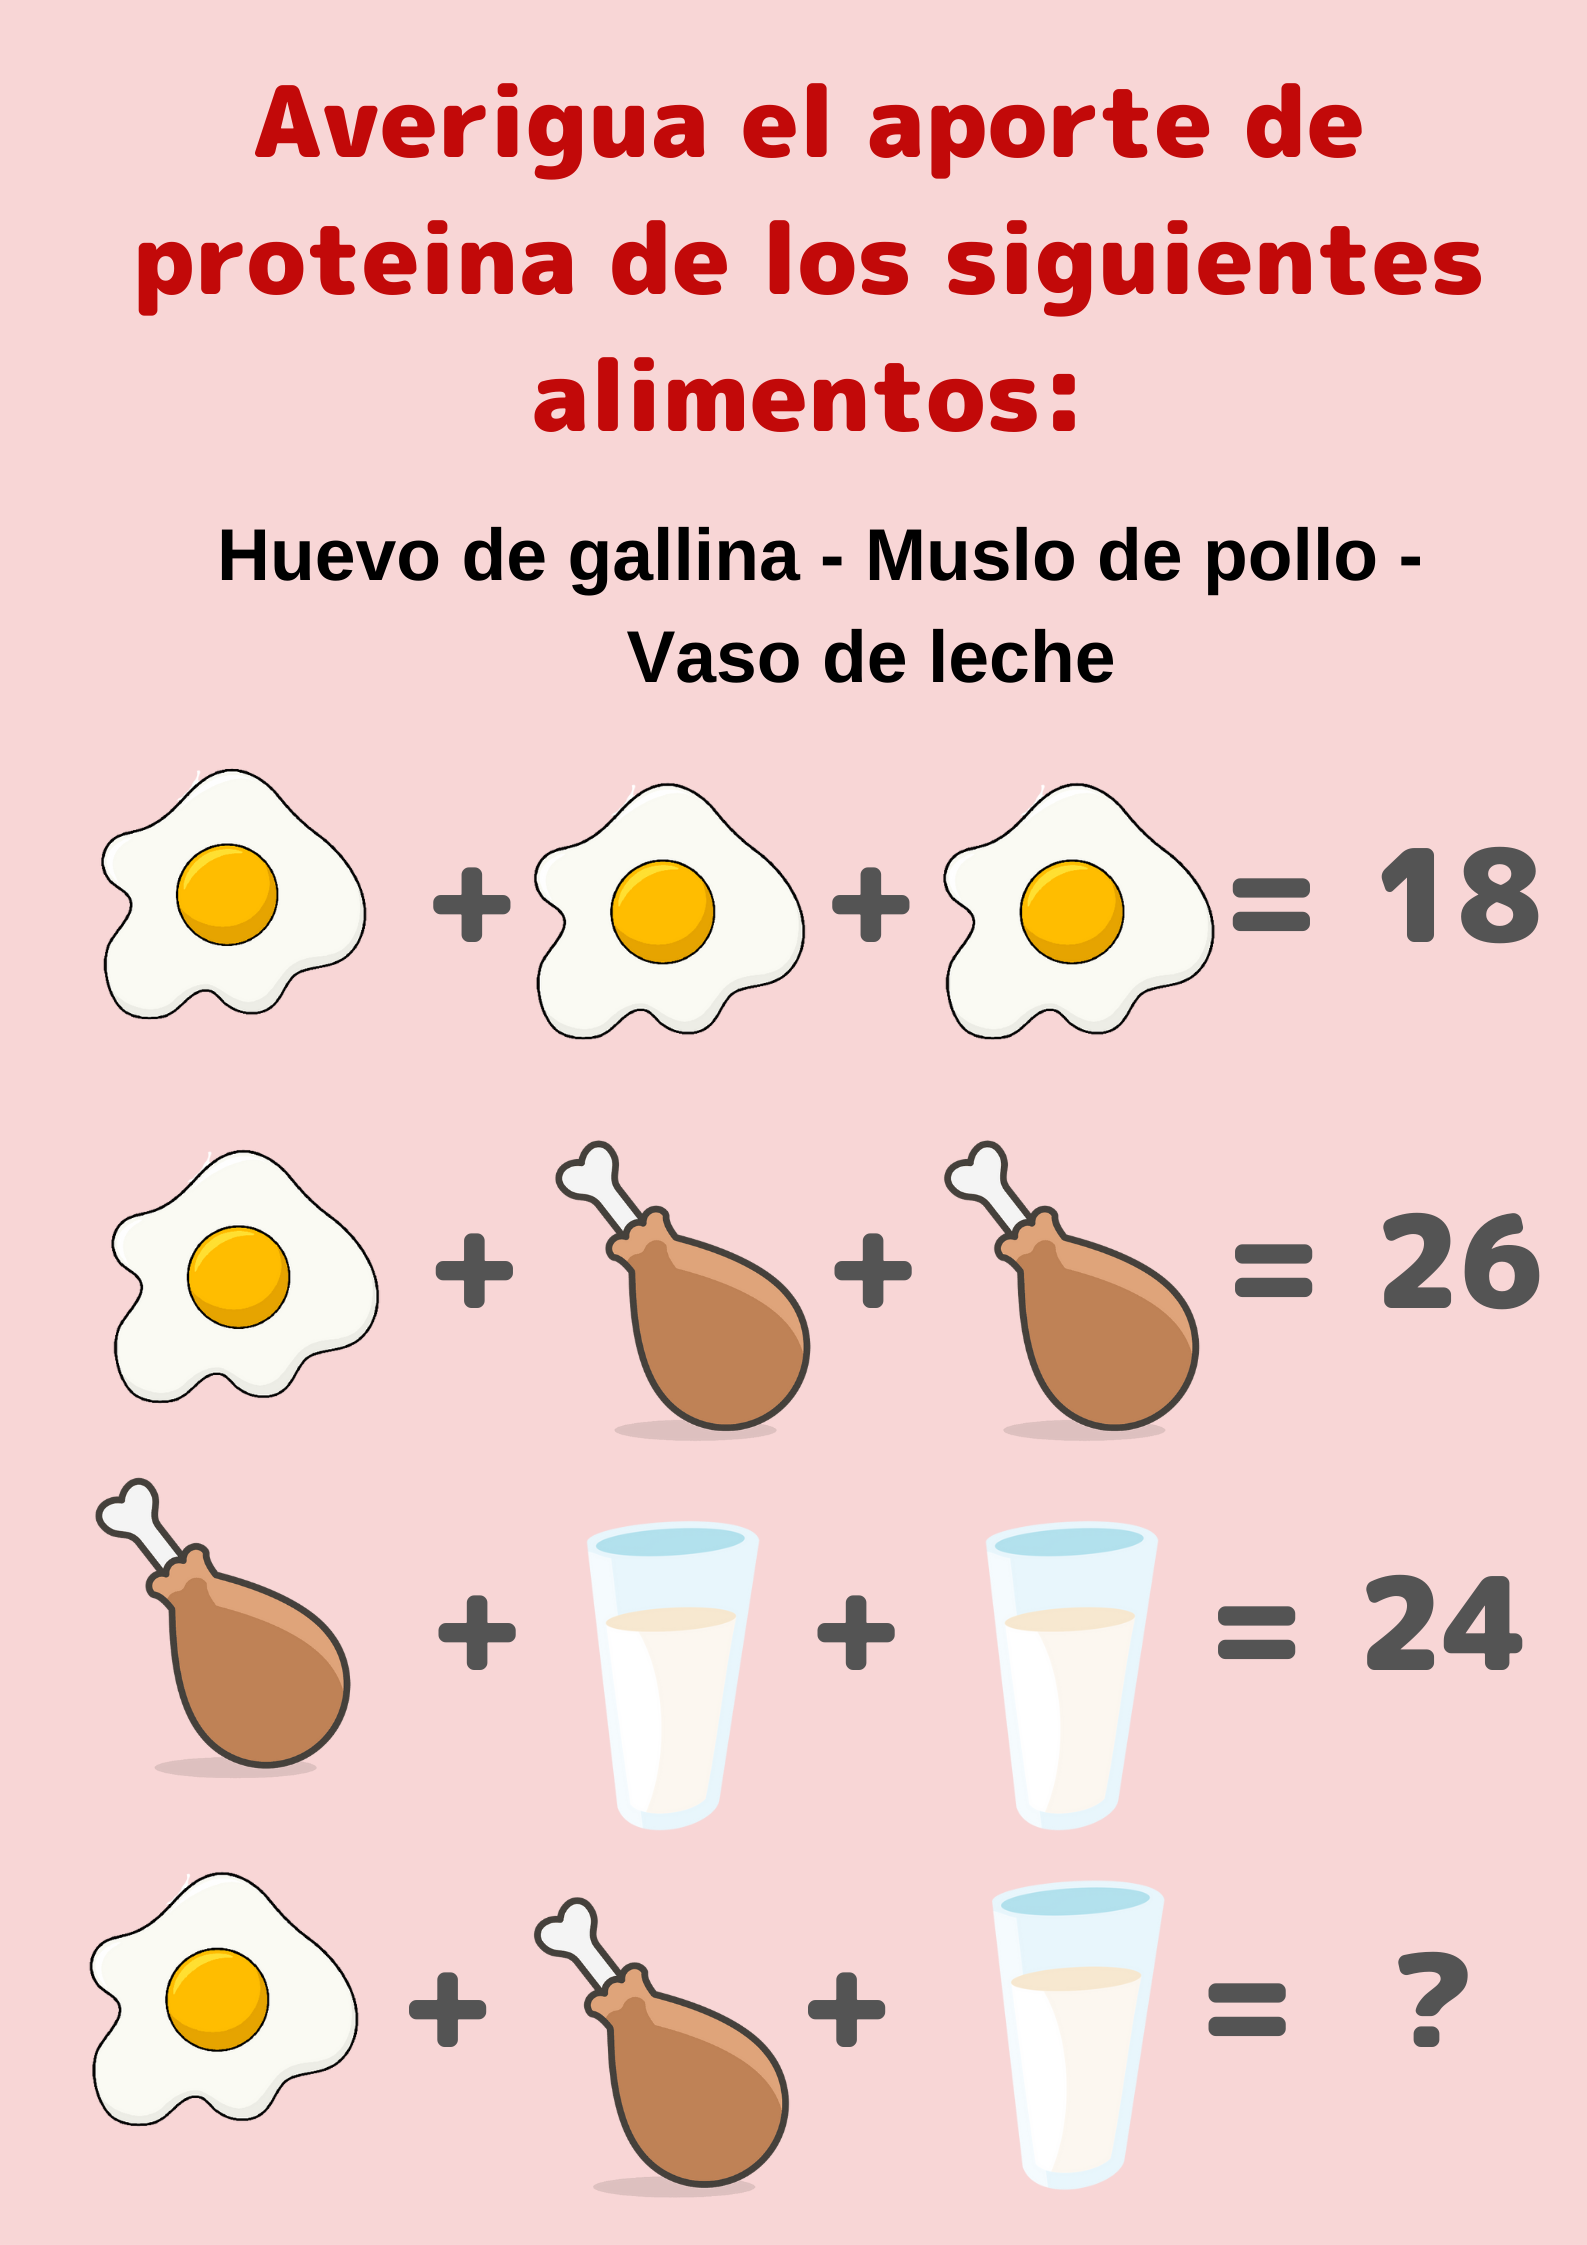 Averigua el aporte de
proteina de los siguientes
alimentos:
Huevo de gallina - Muslo de pollo -
Vaso de leche
+ + = 18
+ + = 26
+ + = 24
+ + = ?